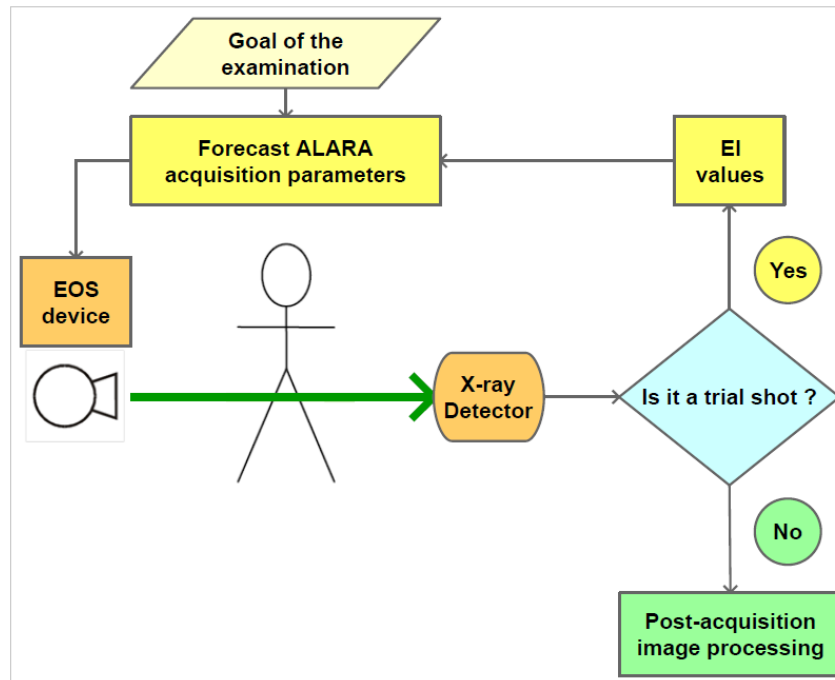 Goal of the
examination
Forecast ALARA
acquisition parameters
EI
values
EOS
device
Yes
X-ray
Detector
Is it a trial shot ?
No
Post-acquisition
image processing